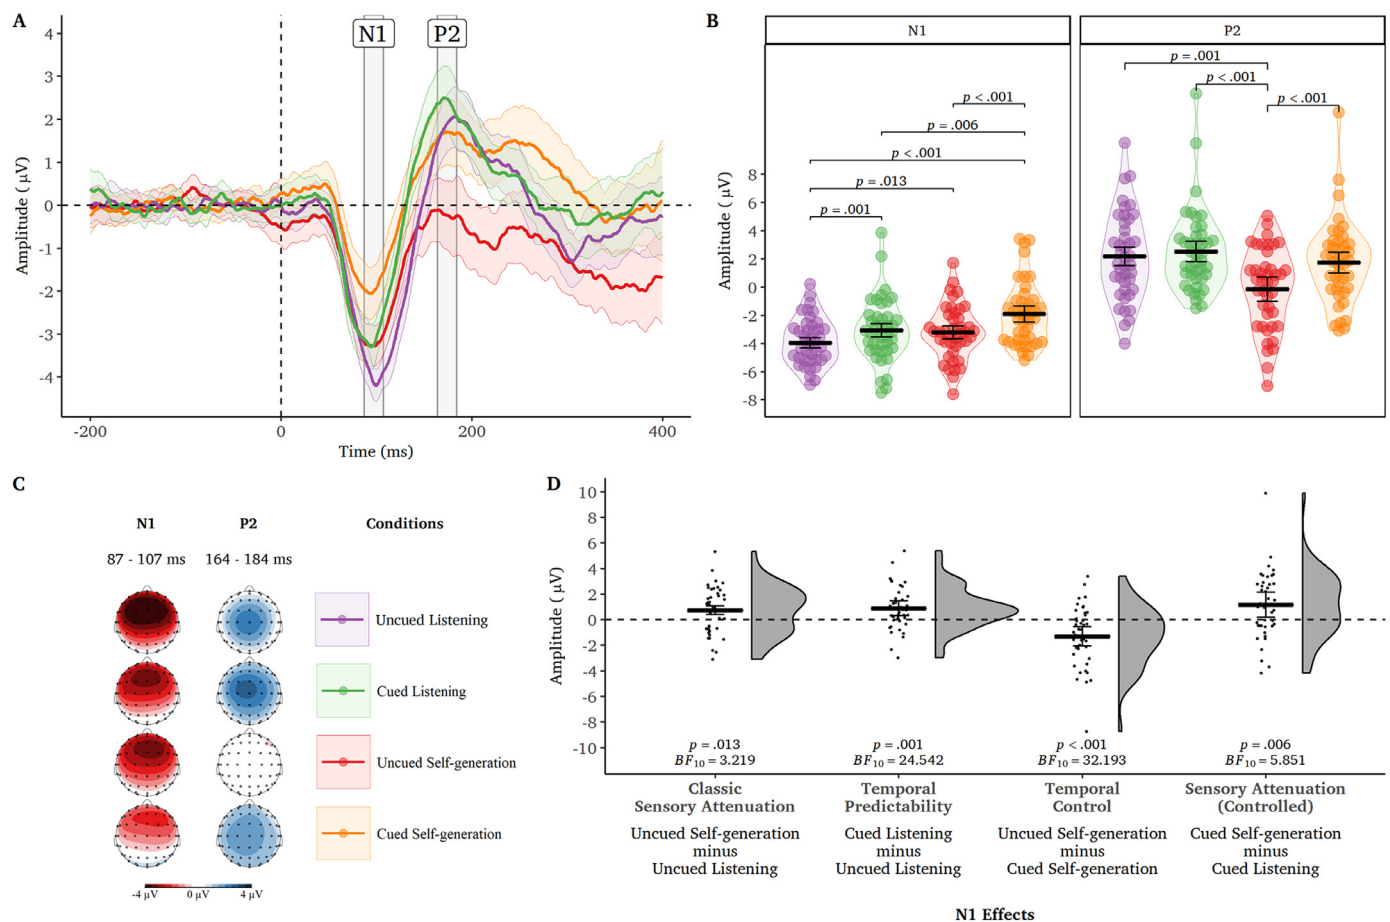 A
N1
P2
4
3
2
1
0
-1
-2
-3
-4
Amplitude ( µV)
-200
0
200
400
Time (ms)
B
N1
P2
p = .001
p < .001
p < .001
p < .001
p = .006
p < .001
p = .013
p = .001
8
6
4
2
0
-2
-4
-6
-8
Amplitude ( µV)
C
N1
P2
Conditions
87 - 107 ms
164 - 184 ms
Uncued Listening
Cued Listening
Uncued Self-generation
Cued Self-generation
-4 µV
0 µV
4 µV
D
10
8
6
4
2
0
-2
-4
-6
-8
-10
Amplitude ( µV)
p = .013
BF10 = 3.219
p = .001
BF10 = 24.542
p < .001
BF10 = 32.193
p = .006
BF10 = 5.851
Classic
Sensory Attenuation
Uncued Self-generation
minus
Uncued Listening
Temporal
Predictability
Cued Listening
minus
Uncued Listening
Temporal
Control
Uncued Self-generation
minus
Cued Self-generation
Sensory Attenuation
(Controlled)
Cued Self-generation
minus
Cued Listening
N1 Effects